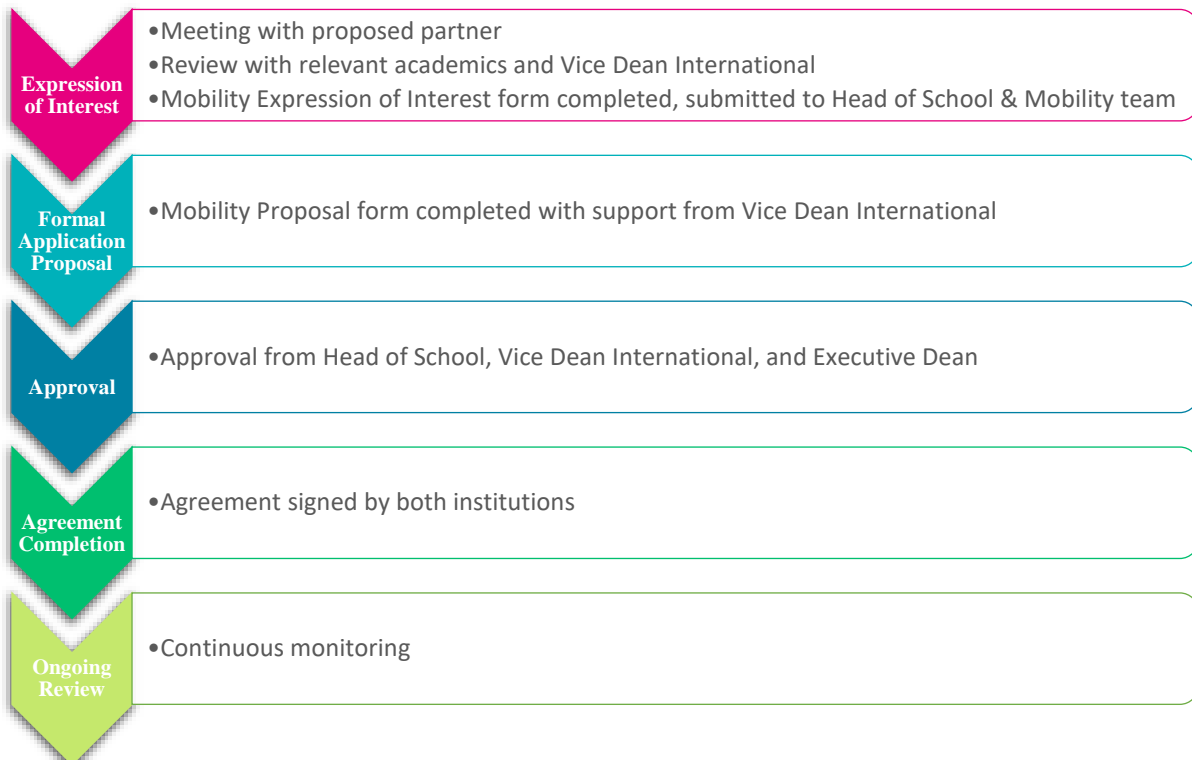 Expression
of Interest
•Meeting with proposed partner
•Review with relevant academics and Vice Dean International
•Mobility Expression of Interest form completed, submitted to Head of School & Mobility team
Formal
Application
Proposal
•Mobility Proposal form completed with support from Vice Dean International
Approval
•Approval from Head of School, Vice Dean International, and Executive Dean
Agreement
Completion
•Agreement signed by both institutions
Ongoing
Review
•Continuous monitoring